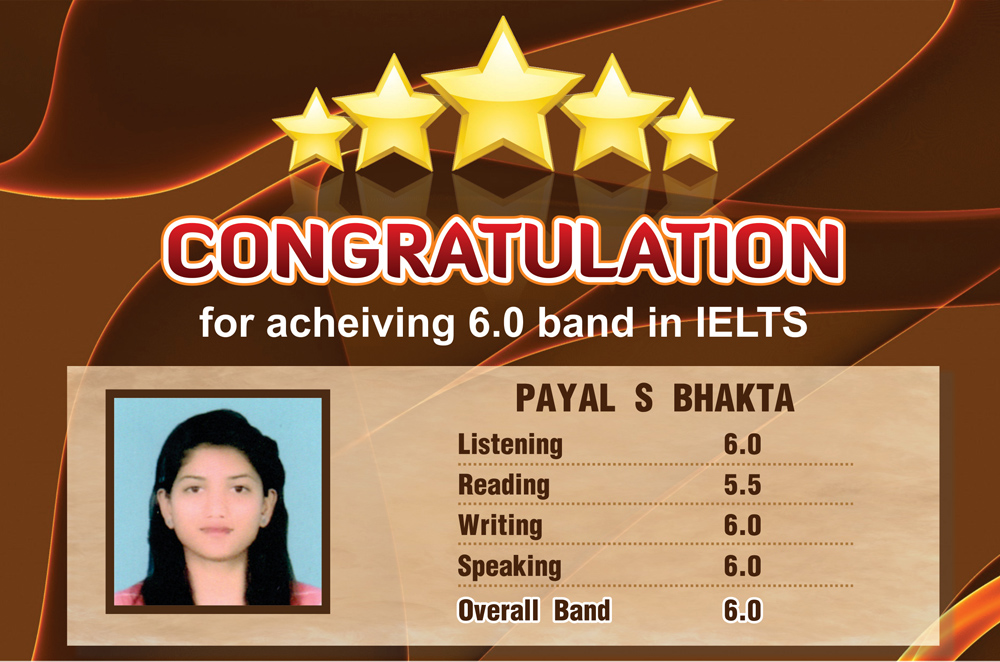 CONGRATULATION
for acheiving 6.0 band in IELTS
PAYAL S BHAKTA
Listening 6.0
Reading 5.5
Writing 6.0
Speaking 6.0
Overall Band 6.0